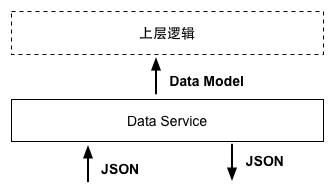 上层逻辑
Data Model
Data Service
JSON
JSON